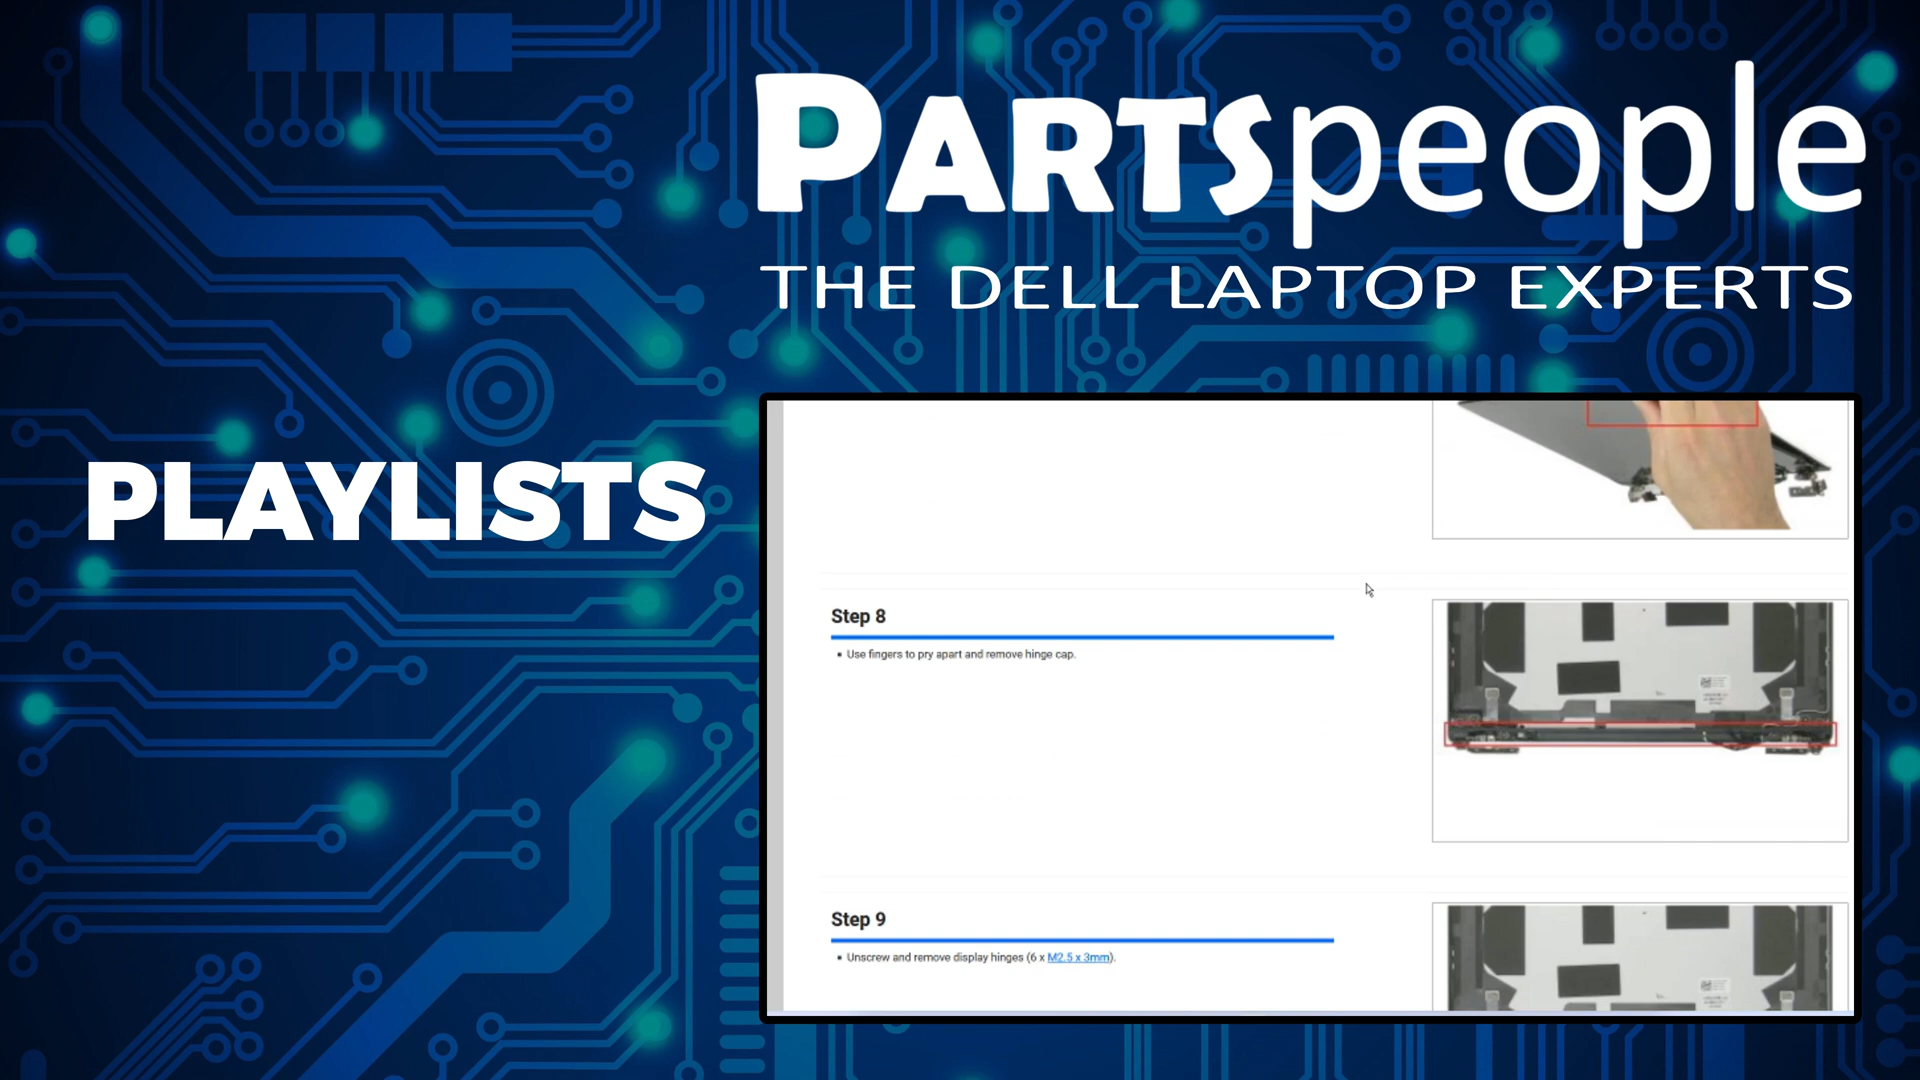 PARTSpeople
THE DELL LAPTOP EXPERTS
PLAYLISTS
Step 8
▪ Use fingers to pry apart and remove hinge cap.
Step 9
▪ Unscrew and remove display hinges (6 x M2.5 x 3mm).